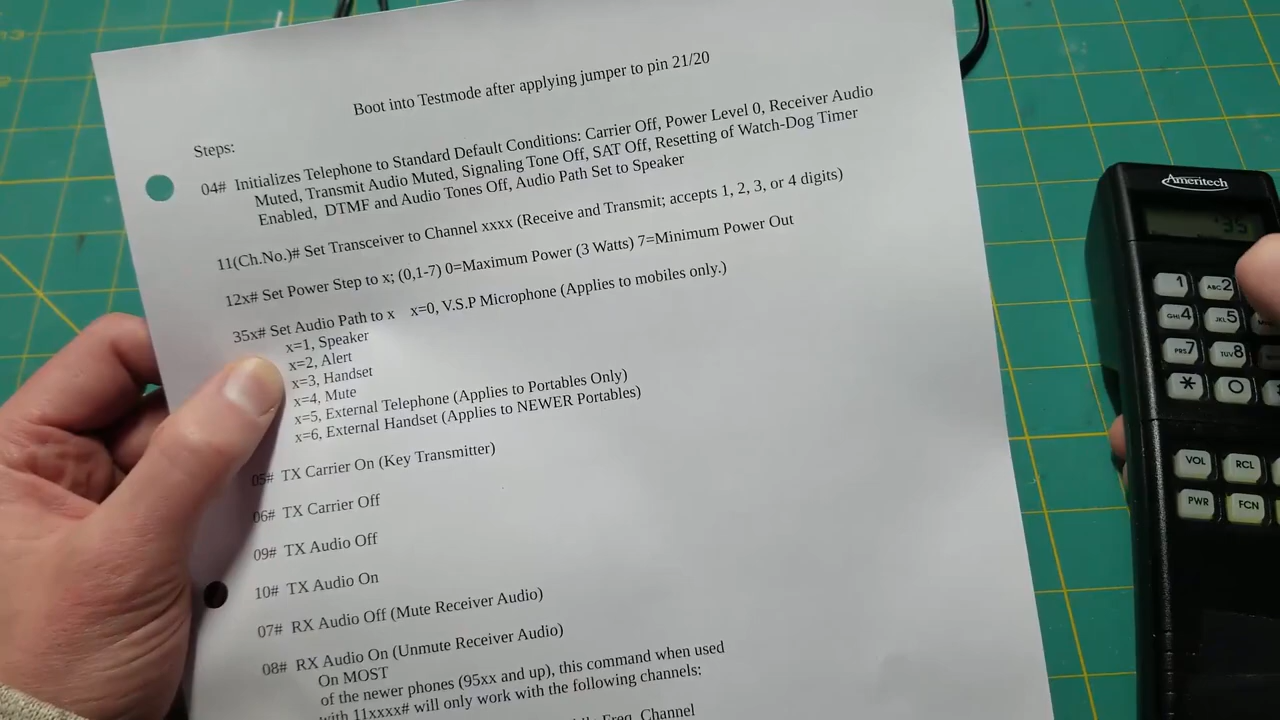 Boot into Testmode after applying jumper to pin 21/20
Steps:
04# Initializes Telephone to Standard Default Conditions: Carrier Off, Power Level 0, Receiver Audio
Muted, Transmit Audio Muted, Signaling Tone Off, SAT Off, Resetting of Watch-Dog Timer
Enabled, DTMF and Audio Tones Off, Audio Path Set to Speaker
11(Ch.No.)# Set Transceiver to Channel xxxx (Receive and Transmit; accepts 1, 2, 3, or 4 digits)
12x# Set Power Step to x; (0,1-7) 0=Maximum Power (3 Watts) 7=Minimum Power Out
35x# Set Audio Path to x x=0, V.S.P Microphone (Applies to mobiles only.)
x=1, Speaker
x=2, Alert
x=3, Handset
x=4, Mute
x=5, External Telephone (Applies to Portables Only)
x=6, External Handset (Applies to NEWER Portables)
05# TX Carrier On (Key Transmitter)
06# TX Carrier Off
09# TX Audio Off
10# TX Audio On
07# RX Audio Off (Mute Receiver Audio)
08# RX Audio On (Unmute Receiver Audio)
On MOST
of the newer phones (95xx and up), this command when used
with 11xxxx# will only work with the following channels:
Freq. Channel
Ameritech
'35
1 ABC2
GHI4 JKL5
PRS7 TUV8
* 0
VOL RCL
PWR FCN